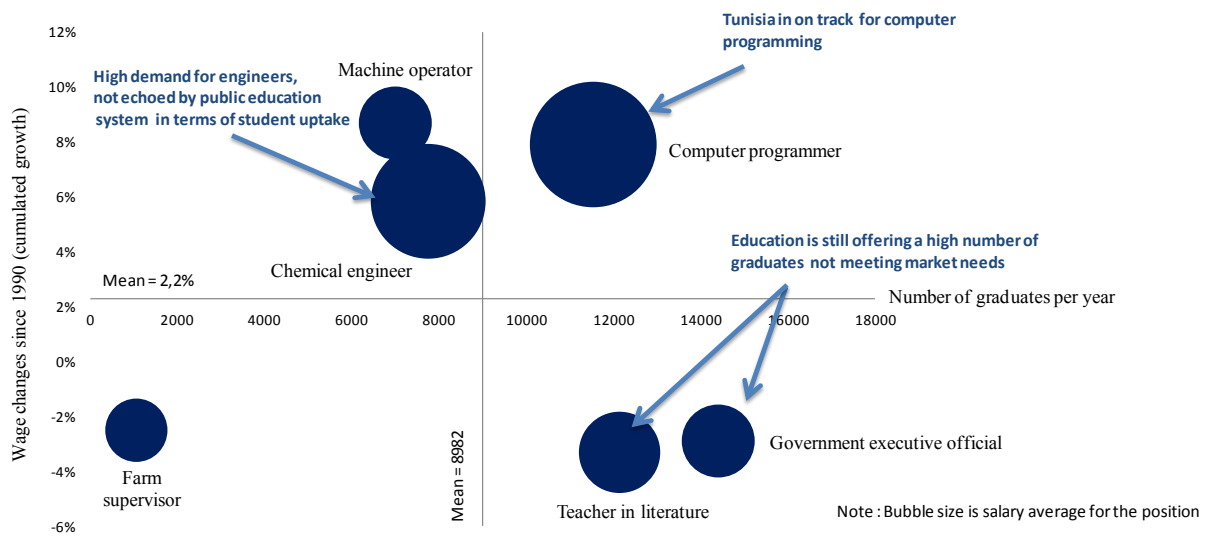 Tunisia in on track for computer
programming
12%
10%
8%
6%
4%
2%
0%
-2%
-4%
-6%
Wage changes since 1990 (cumulated growth)
High demand for engineers,
not echoed by public education
system in terms of student uptake
Machine operator
Computer programmer
Chemical engineer
Education is still offering a high number of
graduates not meeting market needs
Mean = 2,2%
Number of graduates per year
0 2000 4000 6000 8000 10000 12000 14000 16000 18000
Mean = 8982
Farm
supervisor
Government executive official
Teacher in literature
Note : Bubble size is salary average for the position